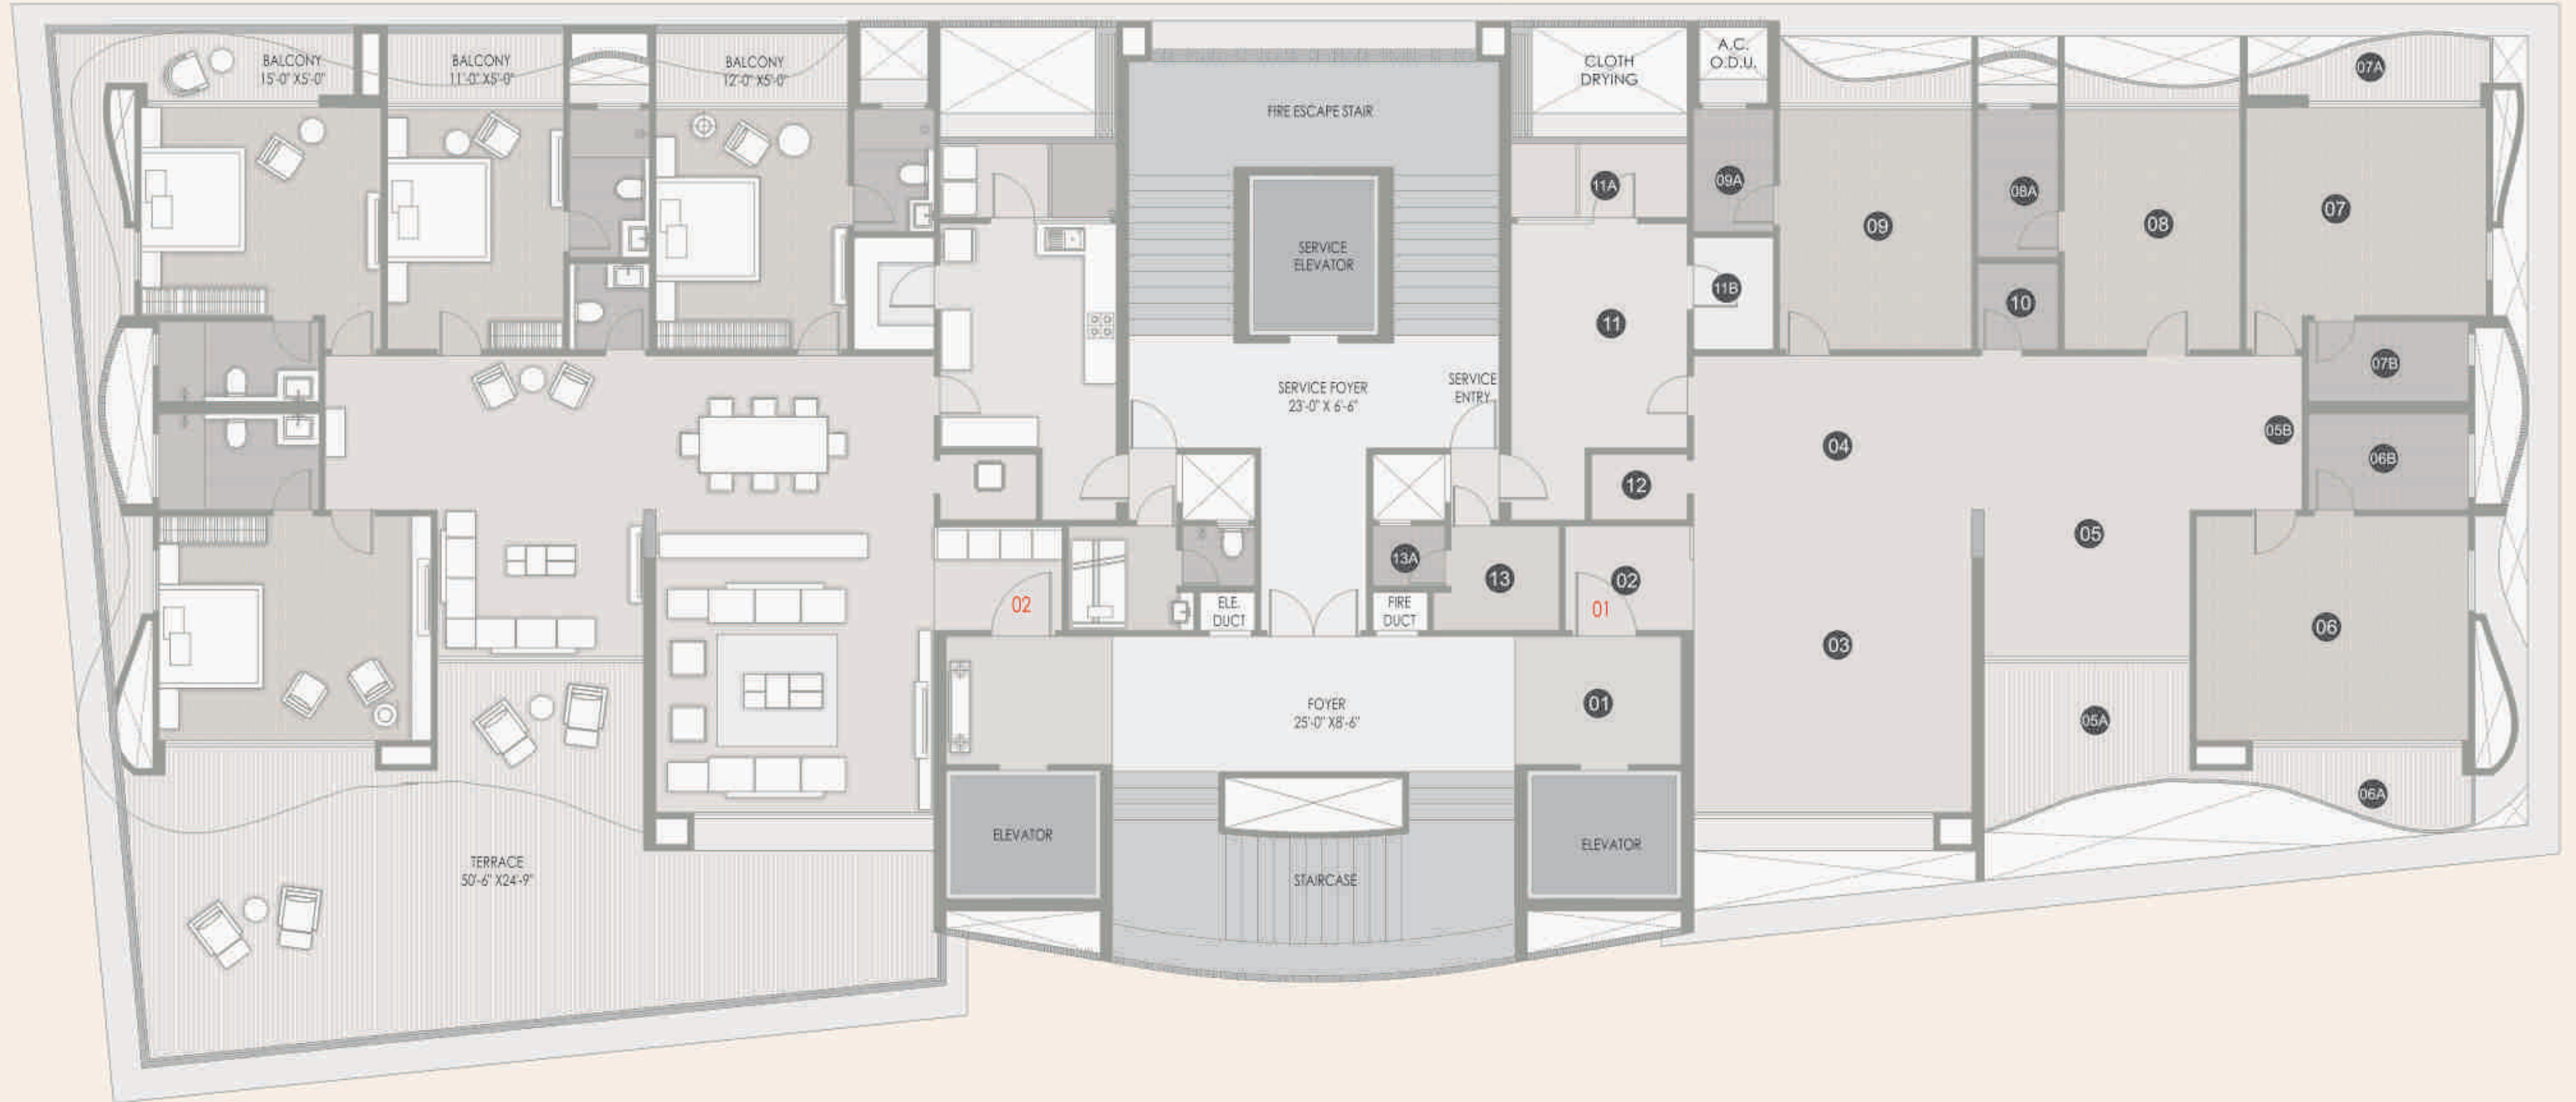 BALCONY
15'-0" X5'-0"
BALCONY
11'-0" X5'-0"
BALCONY
12'-0" X5'-0"
CLOTH
DRYING
A.C.
O.D.U.
07A
FIRE ESCAPE STAIR
11A
09A
08A
09
08
07
SERVICE
ELEVATOR
11B
10
11
07B
SERVICE FOYER
23'-0" X 6'-6"
SERVICE
ENTRY
04
05B
06B
12
05
13A
13
02
02
01
ELE.
DUCT
FIRE
DUCT
03
06
FOYER
25'-0" X8'-6"
01
05A
06A
ELEVATOR
ELEVATOR
TERRACE
50'-6" X24'-9"
STAIRCASE